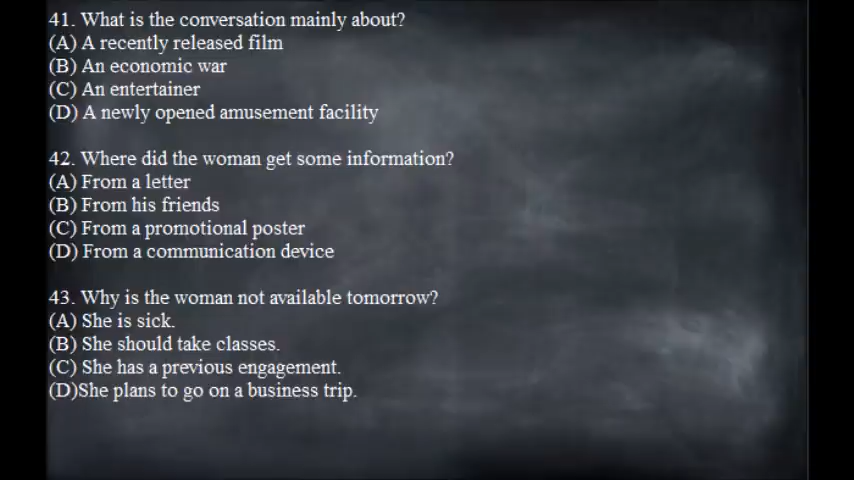 41. What is the conversation mainly about?
(A) A recently released film
(B) An economic war
(C) An entertainer
(D) A newly opened amusement facility
42. Where did the woman get some information?
(A) From a letter
(B) From his friends
(C) From a promotional poster
(D) From a communication device
43. Why is the woman not available tomorrow?
(A) She is sick.
(B) She should take classes.
(C) She has a previous engagement.
(D)She plans to go on a business trip.